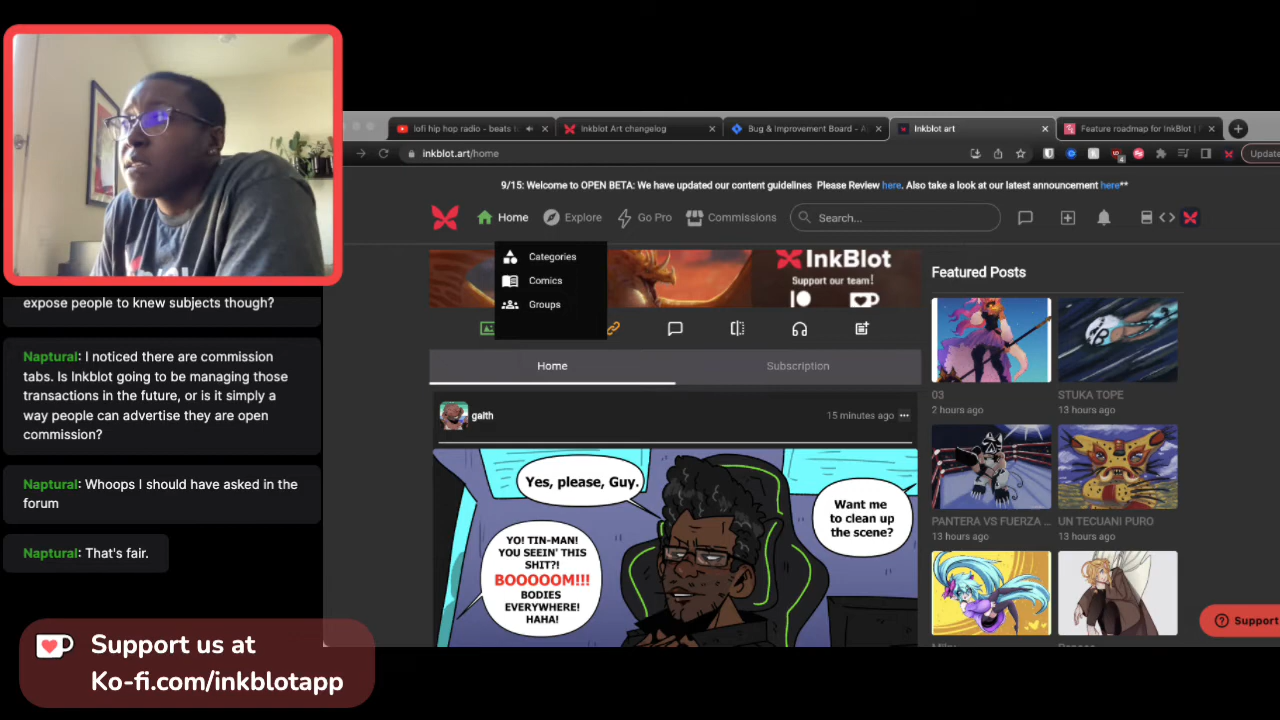 expose people to knew subjects though?
Naptural: I noticed there are commission
tabs. Is Inkblot going to be managing those
transactions in the future, or is it simply a
way people can advertise they are open
commission?
Naptural: Whoops I should have asked in the
forum
Naptural: That's fair.
Support us at
Ko-fi.com/inkblotapp
lofi hip hop radio - beats to
Inkblot Art changelog
Bug & Improvement Board - A
Inkblot art
Feature roadmap for InkBlot |
inkblot.art/home
Update
9/15: Welcome to OPEN BETA: We have updated our content guidelines Please Review here. Also take a look at our latest announcement here**
Home
Explore
Go Pro
Commissions
Search...
Categories
Comics
Groups
InkBlot
Support our team!
Home
Subscription
galth
15 minutes ago
Yes, please, Guy.
Want me
to clean up
the scene?
YO! TIN-MAN!
YOU SEEIN' THIS
SHIT?!
BOOOOOM!!!
BODIES
EVERYWHERE!
HAHA!
Featured Posts
03
2 hours ago
STUKA TOPE
13 hours ago
PANTERA VS FUERZA ...
13 hours ago
UN TECUANI PURO
13 hours ago
Support